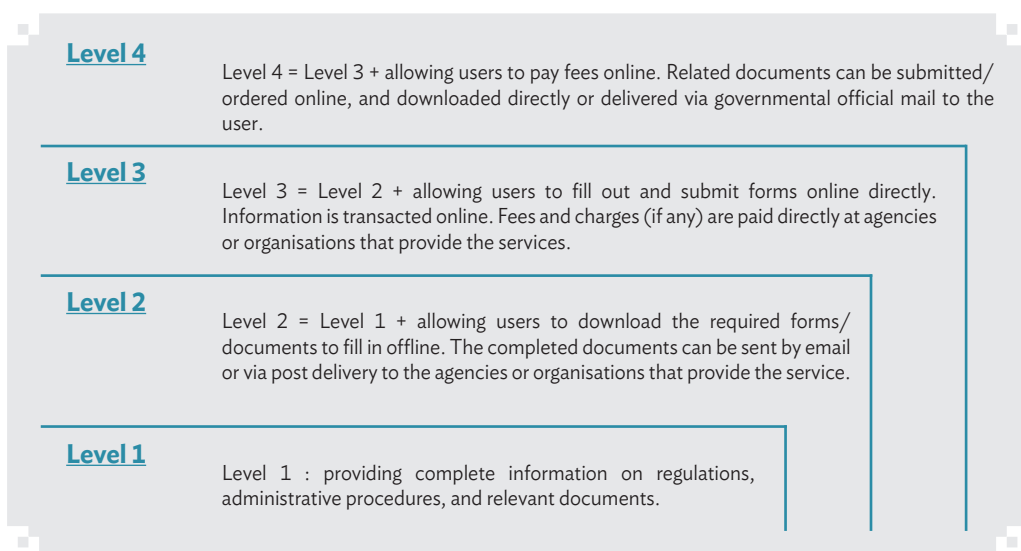 Level 4
Level 4 = Level 3 + allowing users to pay fees online. Related documents can be submitted/
ordered online, and downloaded directly or delivered via governmental official mail to the
user.
Level 3
Level 3 = Level 2 + allowing users to fill out and submit forms online directly.
Information is transacted online. Fees and charges (if any) are paid directly at agencies
or organisations that provide the services.
Level 2
Level 2 = Level 1 + allowing users to download the required forms/
documents to fill in offline. The completed documents can be sent by email
or via post delivery to the agencies or organisations that provide the service.
Level 1
Level 1 : providing complete information on regulations,
administrative procedures, and relevant documents.